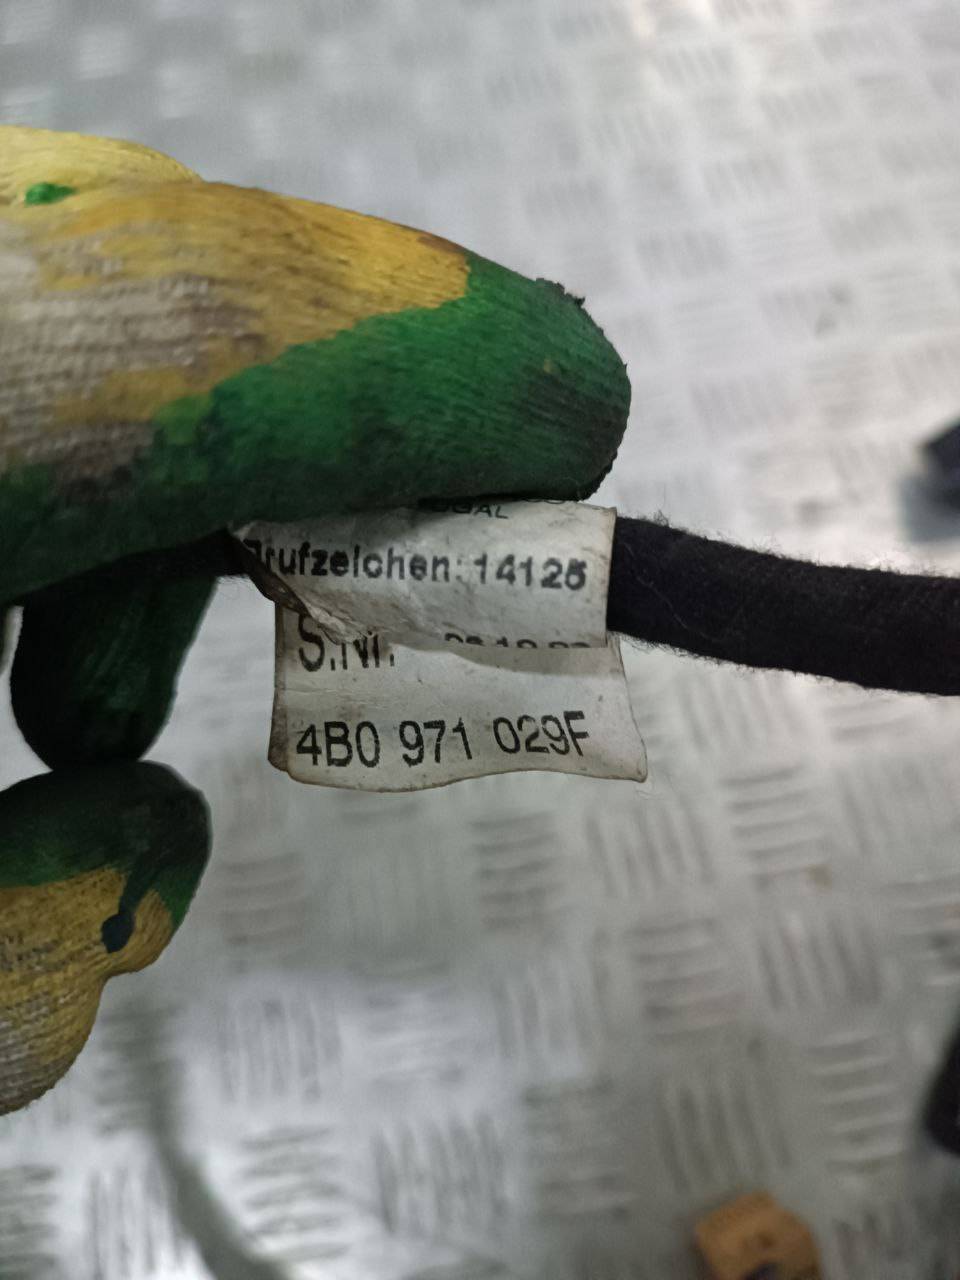 Prufzeichen: 14125
S.Nr.
4B0 971 029F